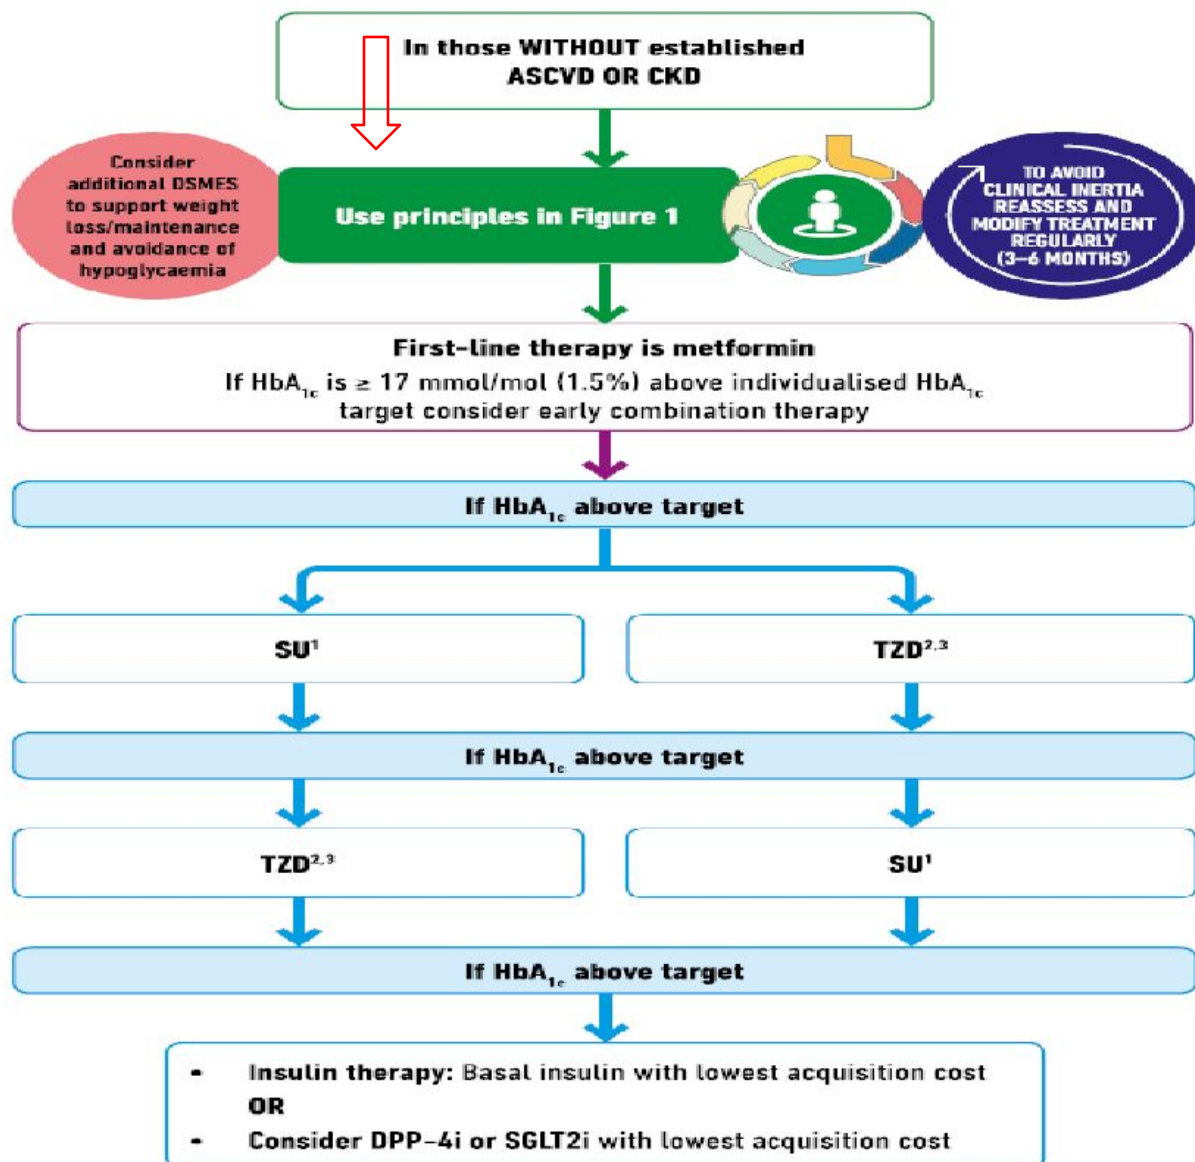 In those WITHOUT established
ASCVD OR CKD
Consider
additional DSMES
to support weight
loss/maintenance
and avoidance of
hypoglycaemia
Use principles in Figure 1
TO AVOID
CLINICAL INERTIA
REASSESS AND
MODIFY TREATMENT
REGULARLY
(3–6 MONTHS)
First–line therapy is metformin
If HbA1c is ≥ 17 mmol/mol (1.5%) above individualised HbA1c
target consider early combination therapy
If HbA1c above target
SU¹
TZD²,³
If HbA1c above target
TZD²,³
SU¹
If HbA1c above target
- Insulin therapy: Basal insulin with lowest acquisition cost
OR
- Consider DPP–4i or SGLT2i with lowest acquisition cost